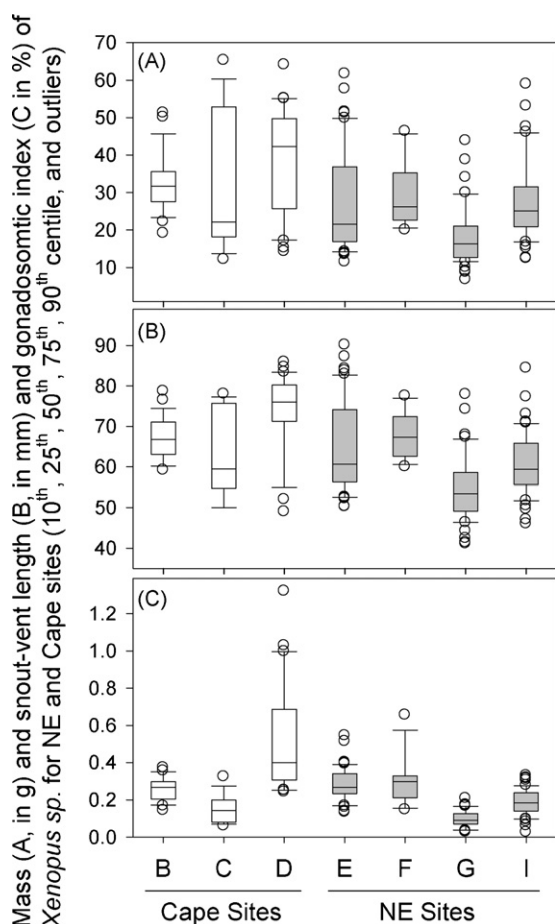 Mass (A, in g) and snout-vent length (B, in mm) and gonadosomtic index (C in %) of
Xenopus sp. for NE and Cape sites (10th, 25th, 50th, 75th, 90th centile, and outliers)
(A)
70
60
50
40
30
20
10
(B)
90
80
70
60
50
40
(C)
1.2
1.0
0.8
0.6
0.4
0.2
0.0
B C D E F G I
Cape Sites NE Sites